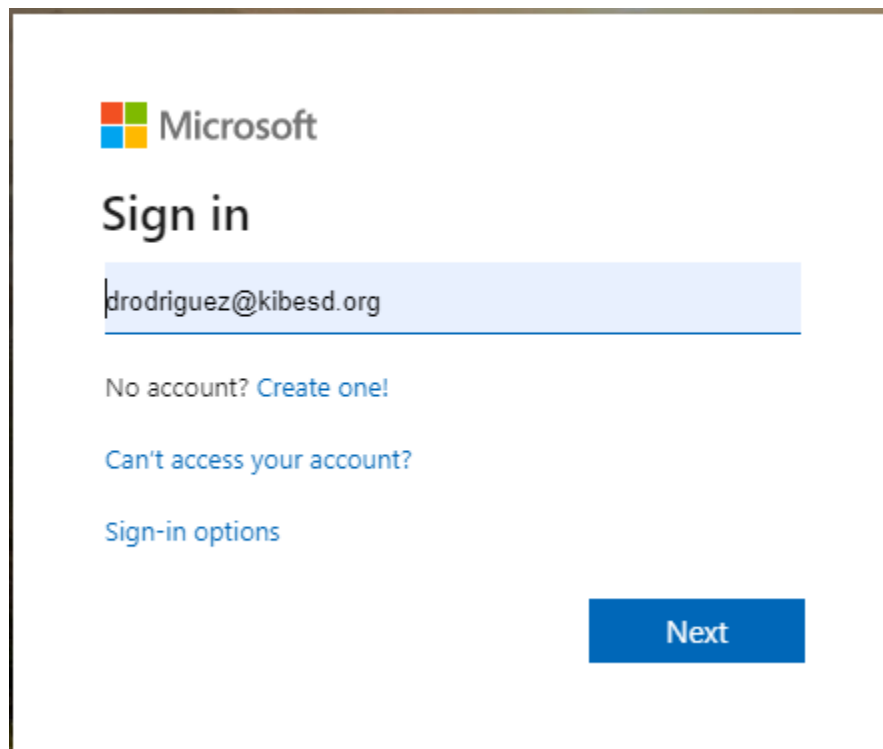 Microsoft
Sign in
drodriguez@kibesd.org
No account? Create one!
Can't access your account?
Sign-in options
Next